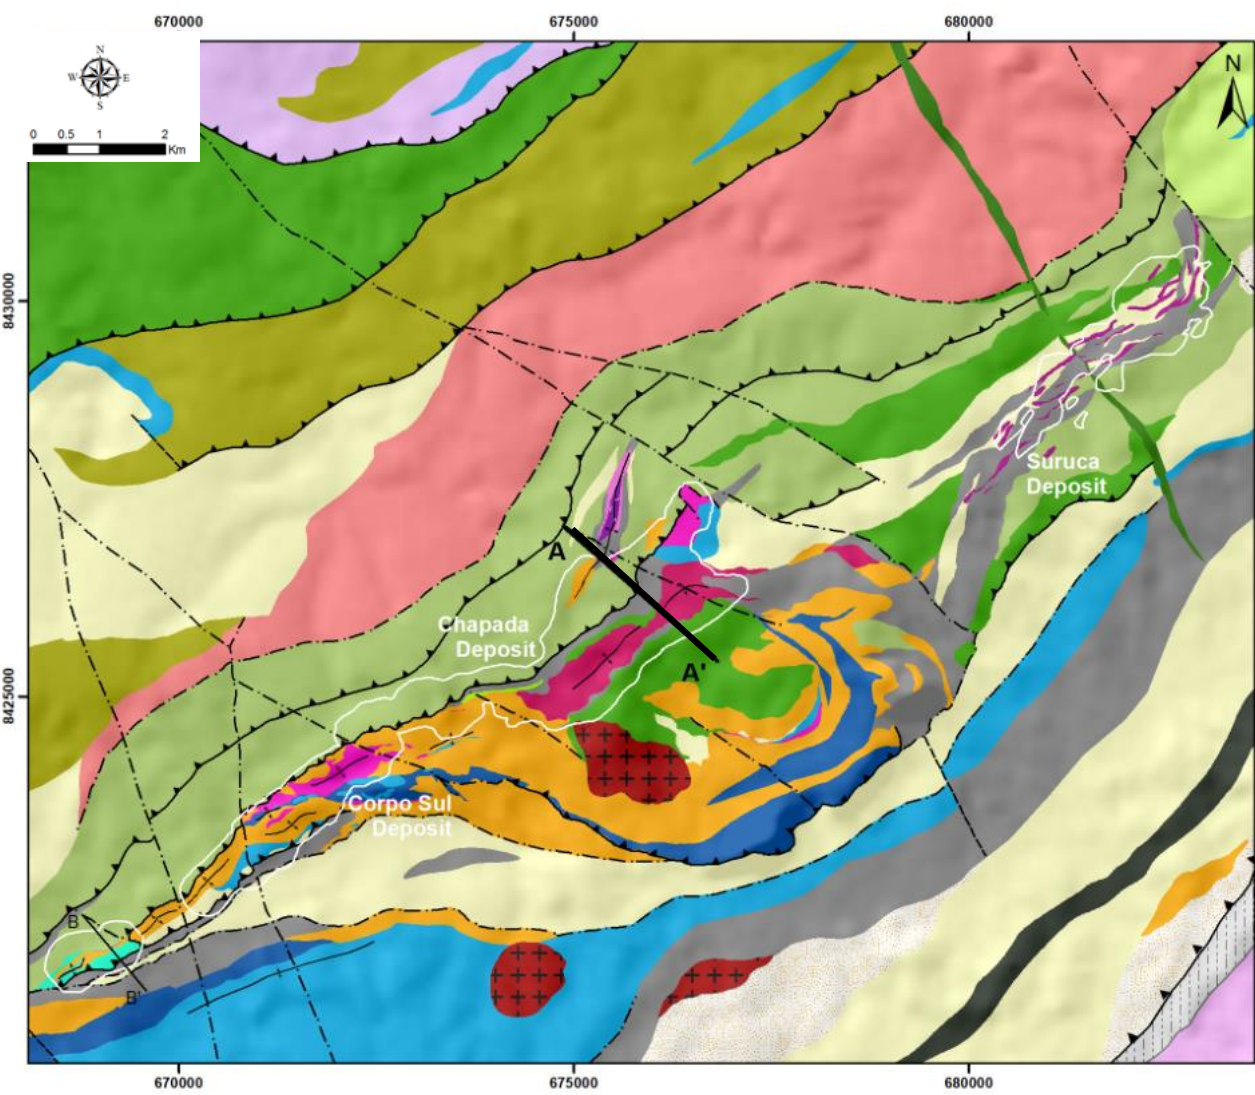 670000 675000 680000
N
W E
S
0 0.5 1 2
Km
N
8430000
Suruca
Deposit
A
Chapada
Deposit
A'
8425000
Corpo Sul
Deposit
B
B'
670000 675000 680000